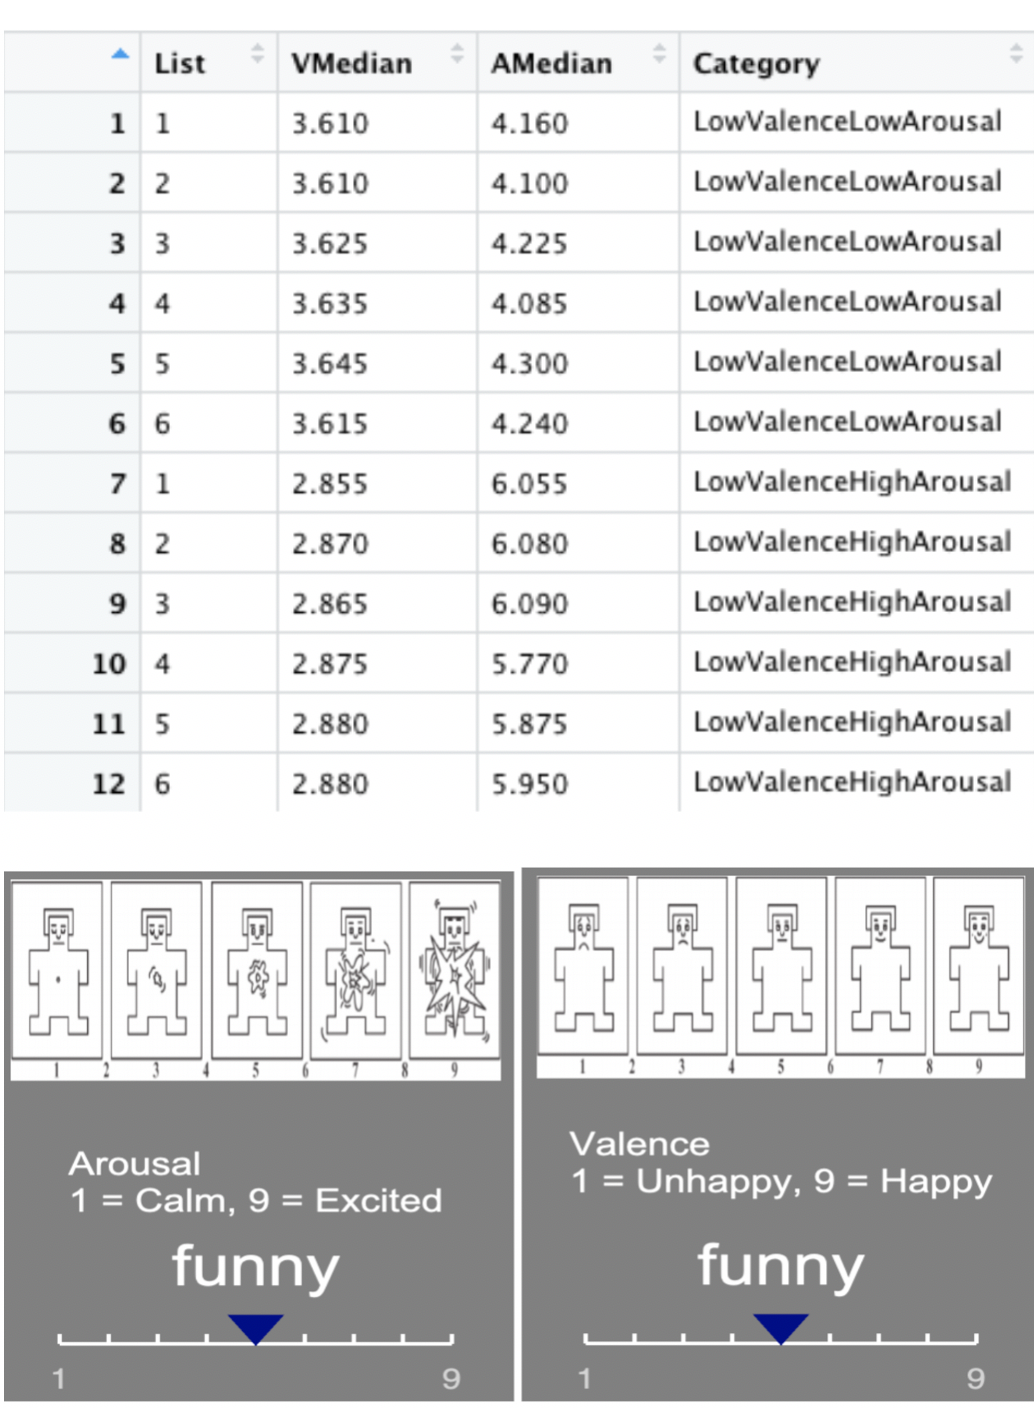 List VMedian AMedian Category
1 1 3.610 4.160 LowValenceLowArousal
2 2 3.610 4.100 LowValenceLowArousal
3 3 3.625 4.225 LowValenceLowArousal
4 4 3.635 4.085 LowValenceLowArousal
5 5 3.645 4.300 LowValenceLowArousal
6 6 3.615 4.240 LowValenceLowArousal
7 1 2.855 6.055 LowValenceHighArousal
8 2 2.870 6.080 LowValenceHighArousal
9 3 2.865 6.090 LowValenceHighArousal
10 4 2.875 5.770 LowValenceHighArousal
11 5 2.880 5.875 LowValenceHighArousal
12 6 2.880 5.950 LowValenceHighArousal
1 2 3 4 5 6 7 8 9
Arousal
1 = Calm, 9 = Excited
funny
1 9
1 2 3 4 5 6 7 8 9
Valence
1 = Unhappy, 9 = Happy
funny
1 9